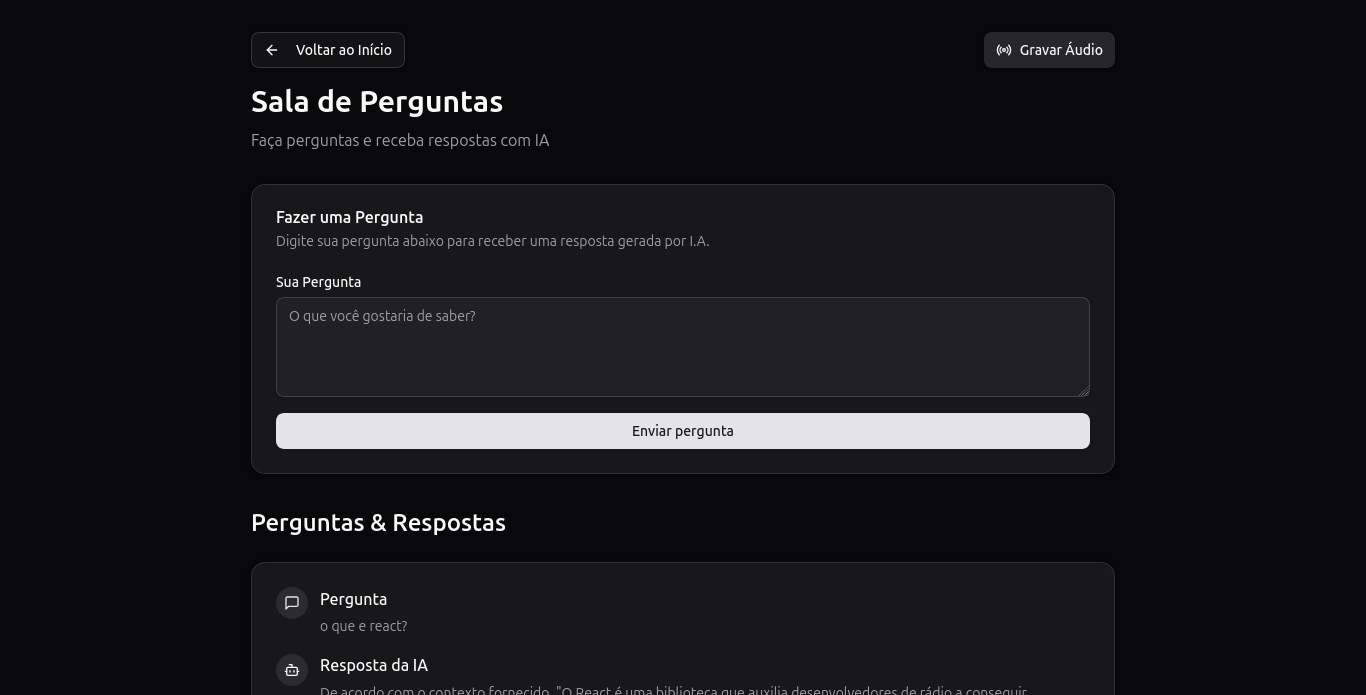 Voltar ao Início
Gravar Áudio
Sala de Perguntas
Faça perguntas e receba respostas com IA
Fazer uma Pergunta
Digite sua pergunta abaixo para receber uma resposta gerada por I.A.
Sua Pergunta
O que você gostaria de saber?
Enviar pergunta
Perguntas & Respostas
Pergunta
o que e react?
Resposta da IA
De acordo com o contexto fornecido, "O React é uma biblioteca que auxilia desenvolvedores de rádio a conseguir